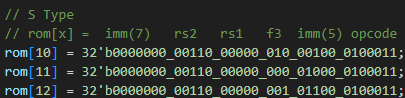 // S Type
// rom[x] =  imm(7)   rs2   rs1   f3  imm(5) opcode
rom[10] = 32'b0000000_00110_00000_010_00100_0100011;
rom[11] = 32'b0000000_00110_00000_000_01000_0100011;
rom[12] = 32'b0000000_00110_00000_001_01100_0100011;